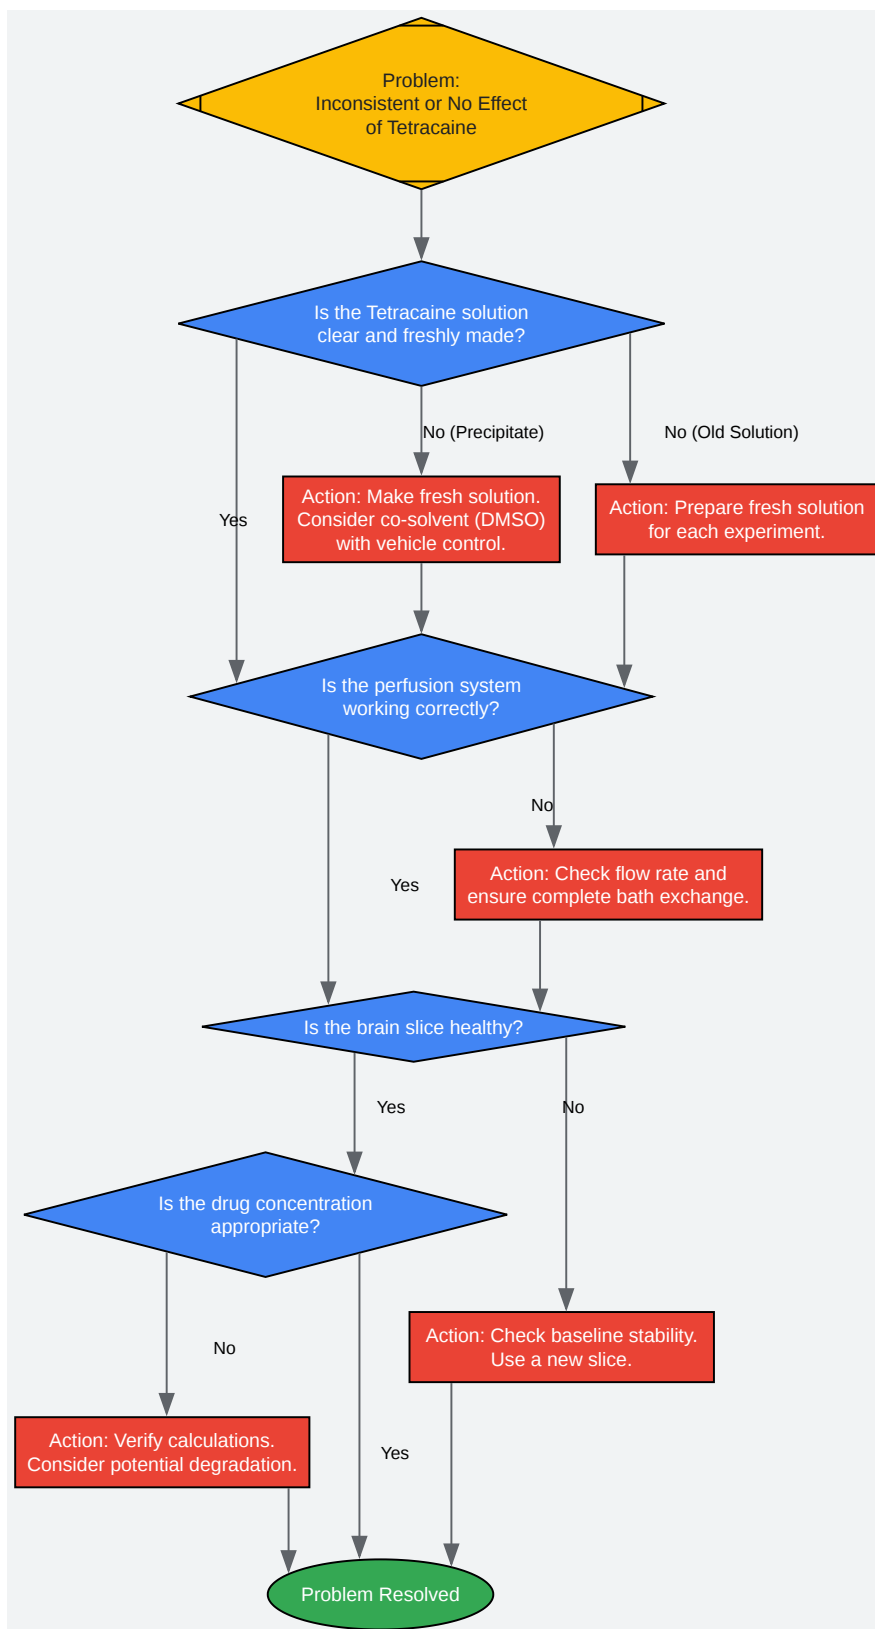 Problem:
Inconsistent or No Effect
of Tetracaine
Is the Tetracaine solution
clear and freshly made?
No (Precipitate)
No (Old Solution)
Yes
Action: Make fresh solution.
Consider co-solvent (DMSO)
with vehicle control.
Action: Prepare fresh solution
for each experiment.
Is the perfusion system
working correctly?
No
Yes
Action: Check flow rate and
ensure complete bath exchange.
Is the brain slice healthy?
Yes
No
Is the drug concentration
appropriate?
No
Action: Check baseline stability.
Use a new slice.
Action: Verify calculations.
Consider potential degradation.
Yes
Problem Resolved